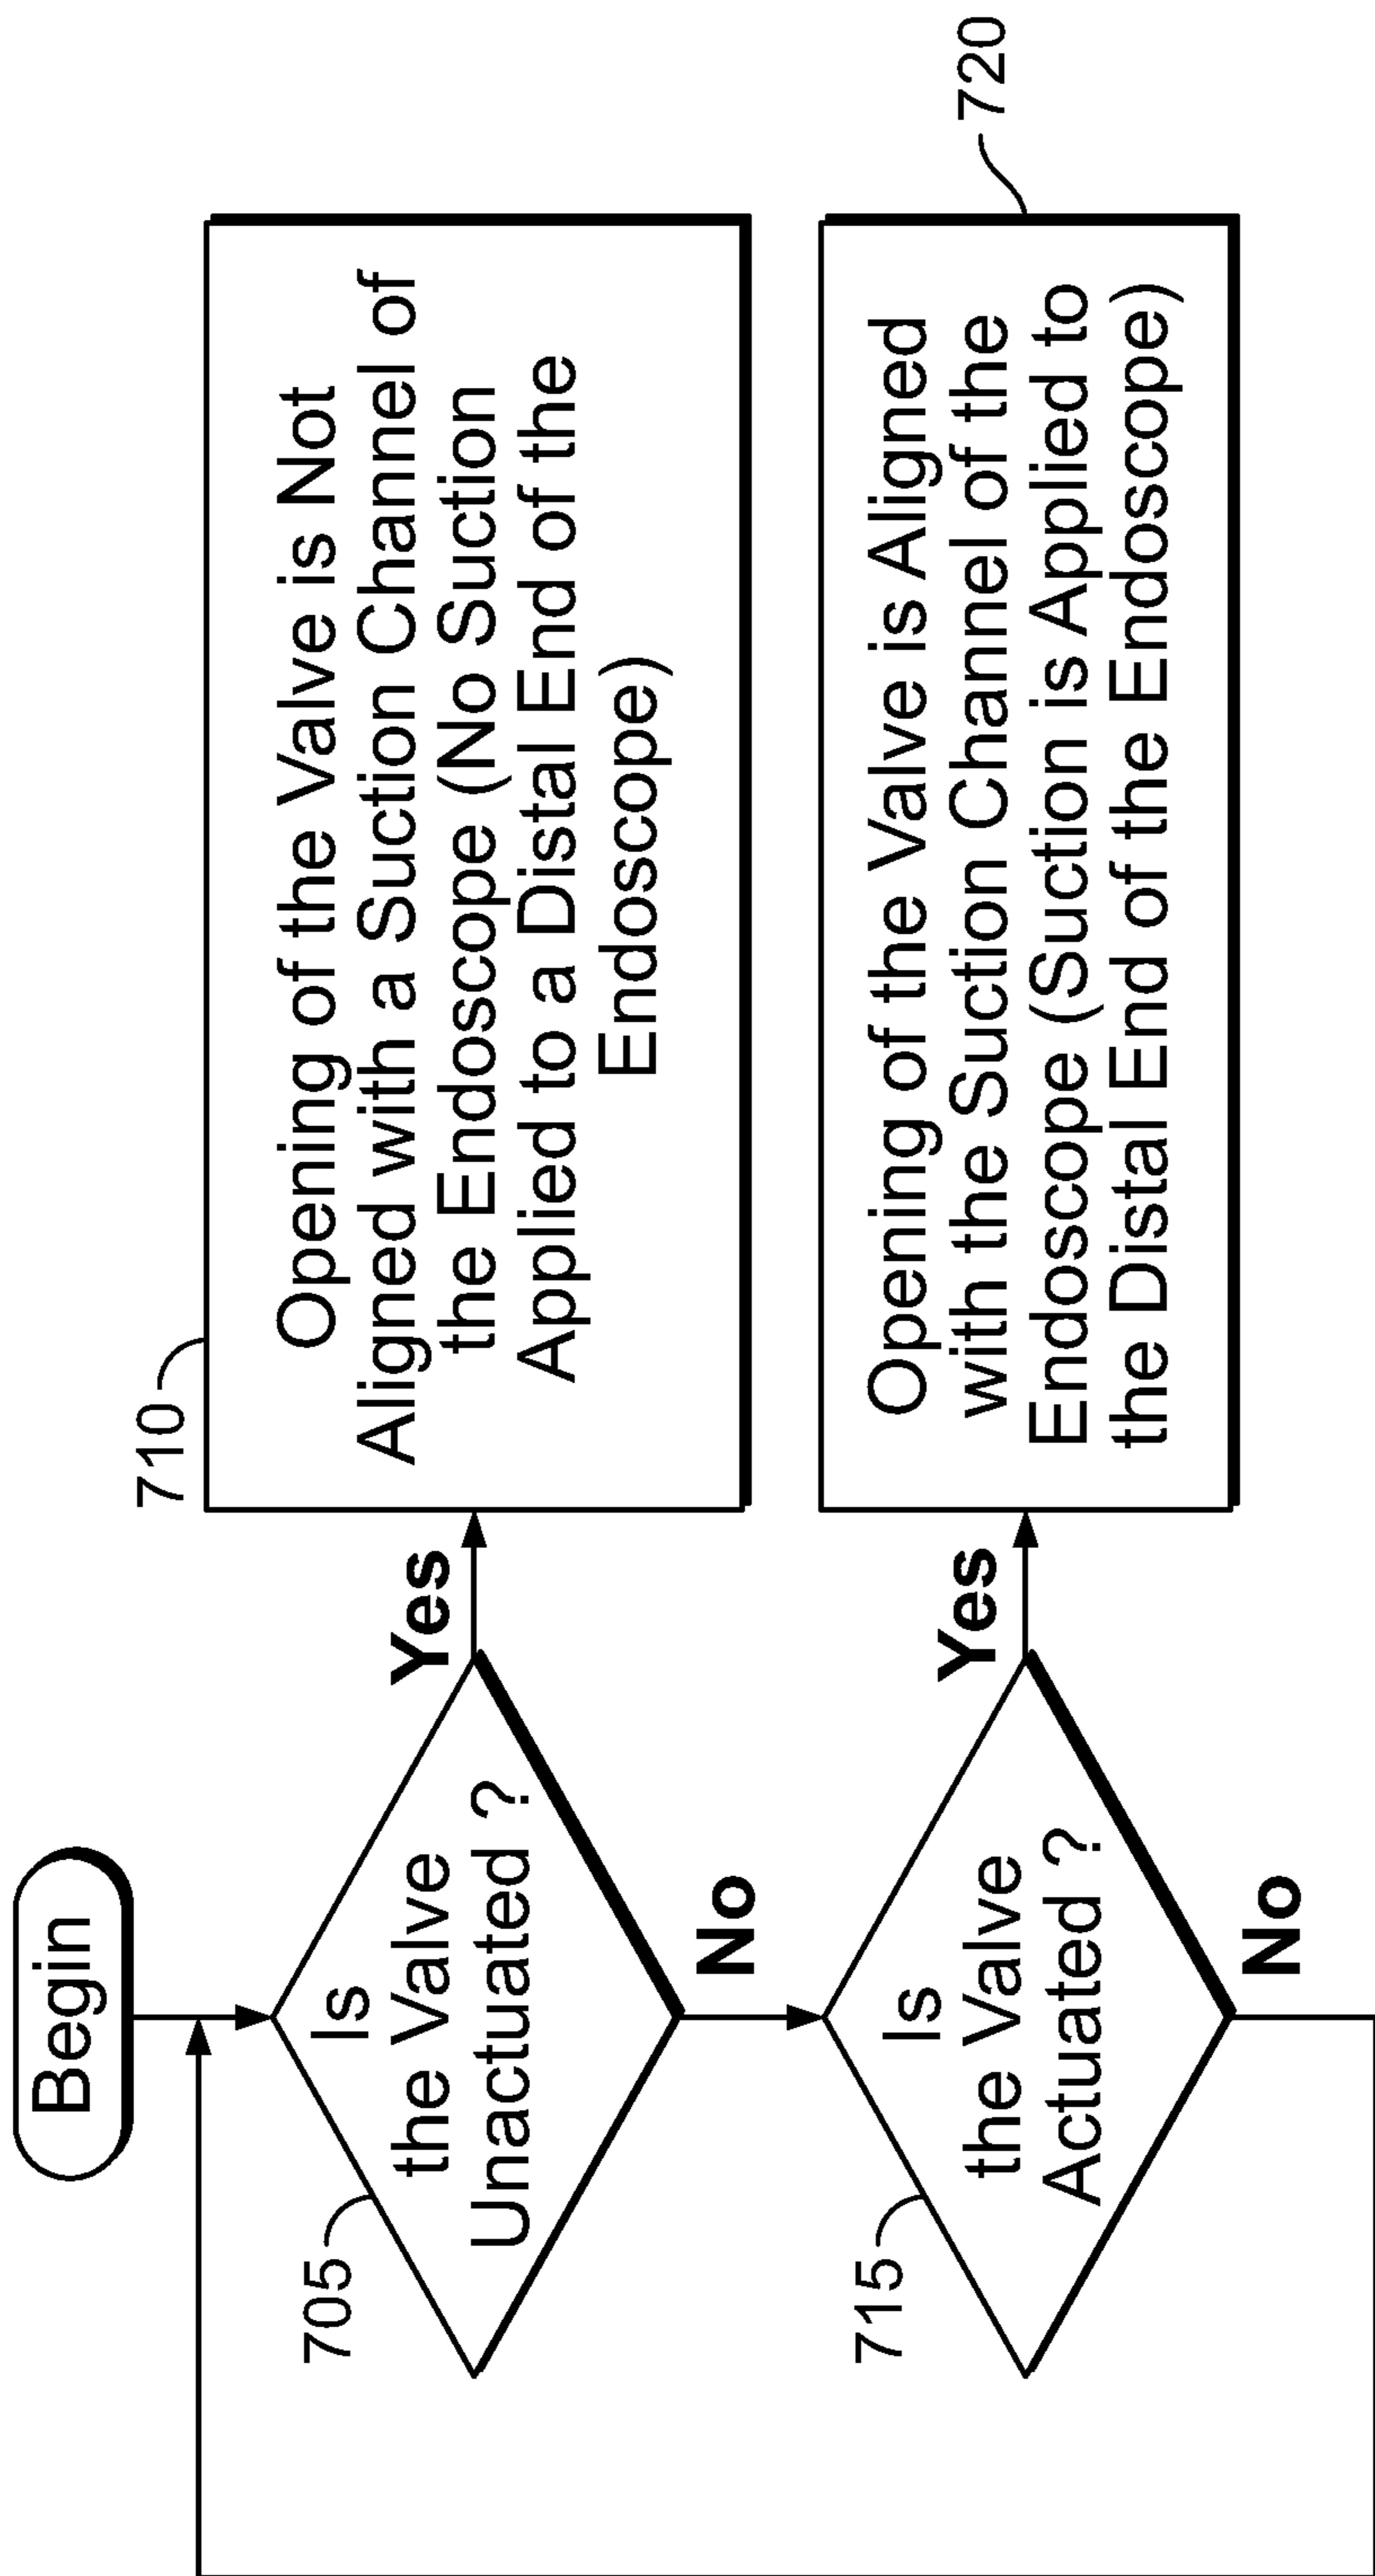 Begin
705
Is
the Valve
Unactuated ?
Yes
710
Opening of the Valve is Not
Aligned with a Suction Channel of
the Endoscope (No Suction
Applied to a Distal End of the
Endoscope)
No
715
Is
the Valve
Actuated ?
Yes
720
Opening of the Valve is Aligned
with the Suction Channel of the
Endoscope (Suction is Applied to
the Distal End of the Endoscope)
No